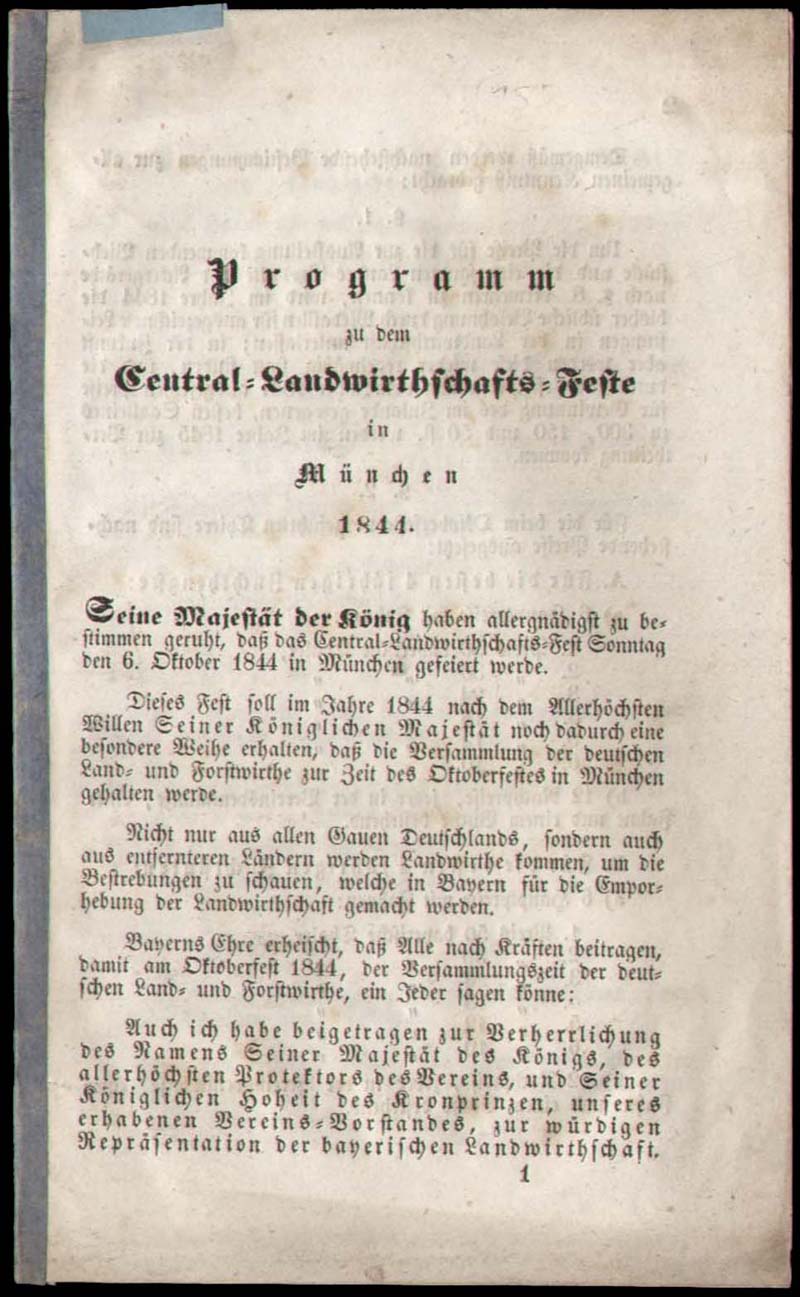 Programm
zu dem
Central-Landwirthschafts-Feste
in
München
1844.
Seine Majestät der König haben allergnädigst zu be-
stimmen geruht, daß das Central-Landwirthschafts-Fest Sonntag
den 6. Oktober 1844 in München gefeiert werde.
Dieses Fest soll im Jahre 1844 nach dem Allerhöchsten
Willen Seiner Königlichen Majestät noch dadurch eine
besondere Weihe erhalten, daß die Versammlung der deutschen
Land- und Forstwirthe zur Zeit des Oktoberfestes in München
gehalten werde.
Nicht nur aus allen Gauen Deutschlands, sondern auch
aus entfernteren Ländern werden Landwirthe kommen, um die
Bestrebungen zu schauen, welche in Bayern für die Empor-
hebung der Landwirthschaft gemacht werden.
Bayerns Ehre erheischt, daß Alle nach Kräften beitragen,
damit am Oktoberfest 1844, der Versammlungszeit der deut-
schen Land- und Forstwirthe, ein Jeder sagen könne:
Auch ich habe beigetragen zur Verherrlichung
des Namens Seiner Majestät des Königs, des
allerhöchsten Protektors des Vereins, und Seiner
Königlichen Hoheit des Kronprinzen, unseres
erhabenen Vereins-Vorstandes, zur würdigen
Repräsentation der bayerischen Landwirthschaft.
1